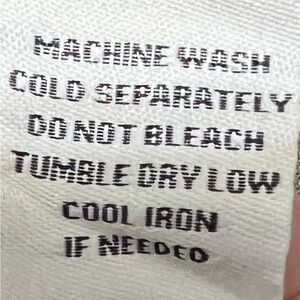 MACHINE WASH
COLD SEPARATELY
DO NOT BLEACH
TUMBLE DRY LOW
COOL IRON
IF NEEDED